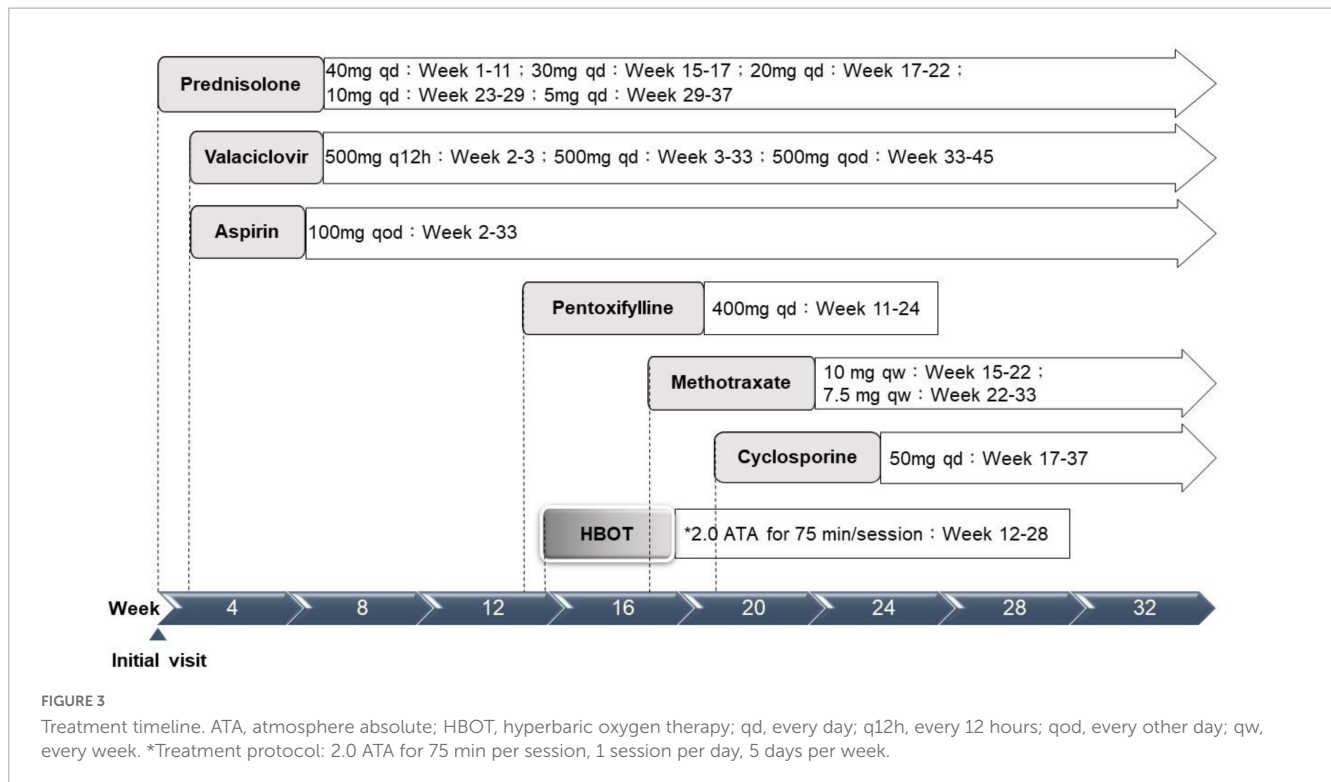 Prednisolone
40mg qd：Week 1-11；30mg qd：Week 15-17；20mg qd：Week 17-22；
10mg qd：Week 23-29；5mg qd：Week 29-37
Valaciclovir
500mg q12h：Week 2-3；500mg qd：Week 3-33；500mg qod：Week 33-45
Aspirin
100mg qod：Week 2-33
Pentoxifylline
400mg qd：Week 11-24
Methotraxate
10 mg qw：Week 15-22；
7.5 mg qw：Week 22-33
Cyclosporine
50mg qd：Week 17-37
HBOT
*2.0 ATA for 75 min/session：Week 12-28
Week 4 8 12 16 20 24 28 32
Initial visit
FIGURE 3
Treatment timeline. ATA, atmosphere absolute; HBOT, hyperbaric oxygen therapy; qd, every day; q12h, every 12 hours; qod, every other day; qw,
every week. *Treatment protocol: 2.0 ATA for 75 min per session, 1 session per day, 5 days per week.